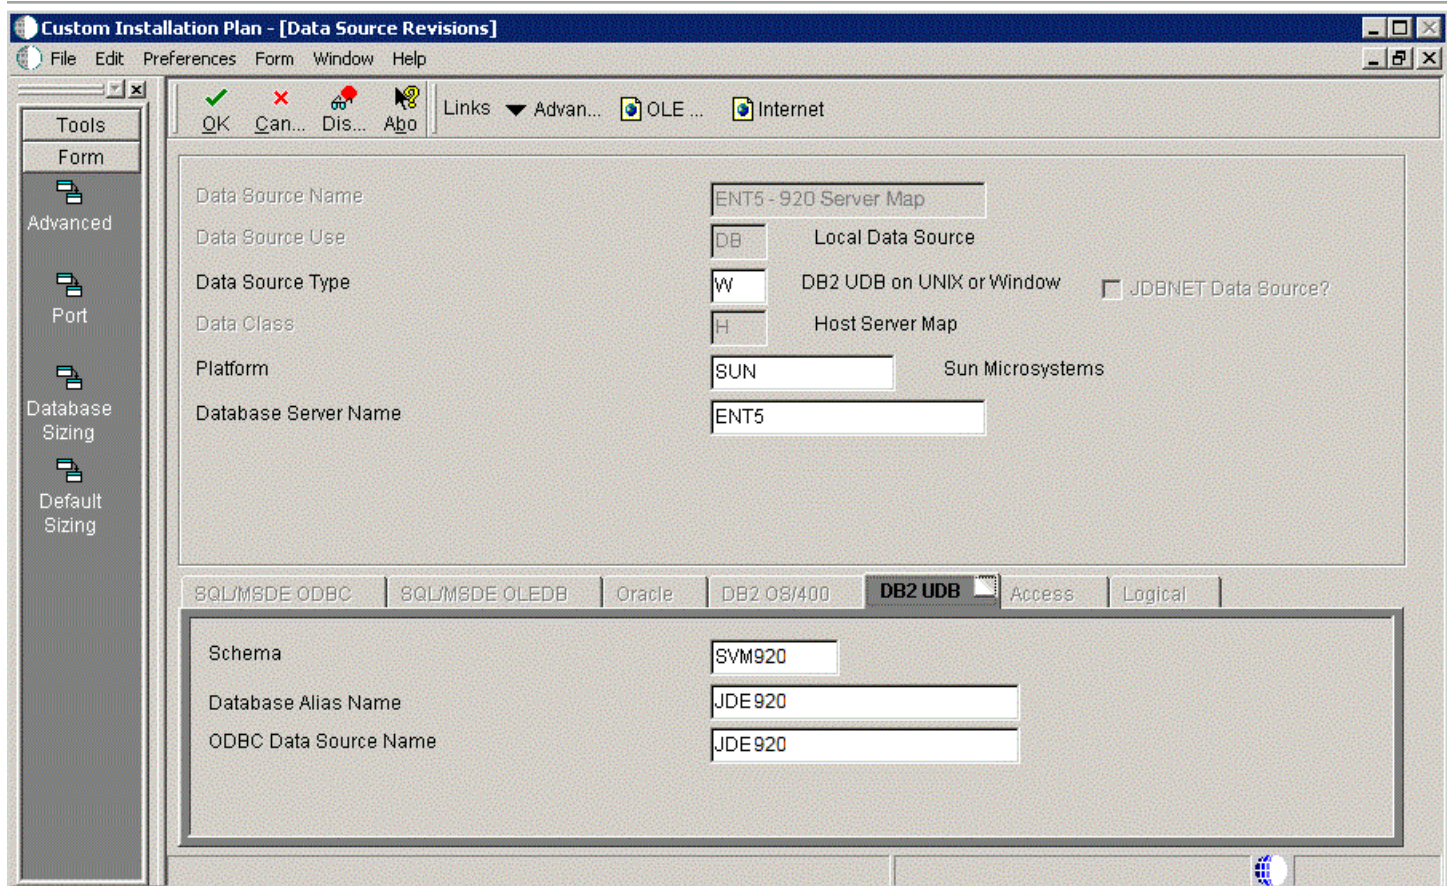 Custom Installation Plan - [Data Source Revisions]
File Edit Preferences Form Window Help
Tools
Form
Advanced
Port
Database
Sizing
Default
Sizing
OK Can... Dis... Abo Links Advan... OLE ... Internet
Data Source Name ENT5 - 920 Server Map
Data Source Use DB Local Data Source
Data Source Type W DB2 UDB on UNIX or Window JDBNET Data Source?
Data Class H Host Server Map
Platform SUN Sun Microsystems
Database Server Name ENT5
SQL/MSDE ODBC SQL/MSDE OLEDB Oracle DB2 OS/400 DB2 UDB Access Logical
Schema SVM920
Database Alias Name JDE920
ODBC Data Source Name JDE920